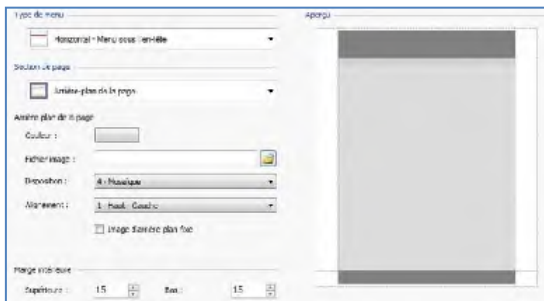 Type de menu
Aperçu
Horizontal - Menu sous l'en-tête
Section de page
Arrière-plan de la page
Arrière plan de la page
Couleur :
Fichier image :
Disposition :
4 - Mosaïque
Alignement :
1 - Haut - Gauche
Image d'arrière plan fixe
Marge intérieure
Supérieure :
15
Bas :
15